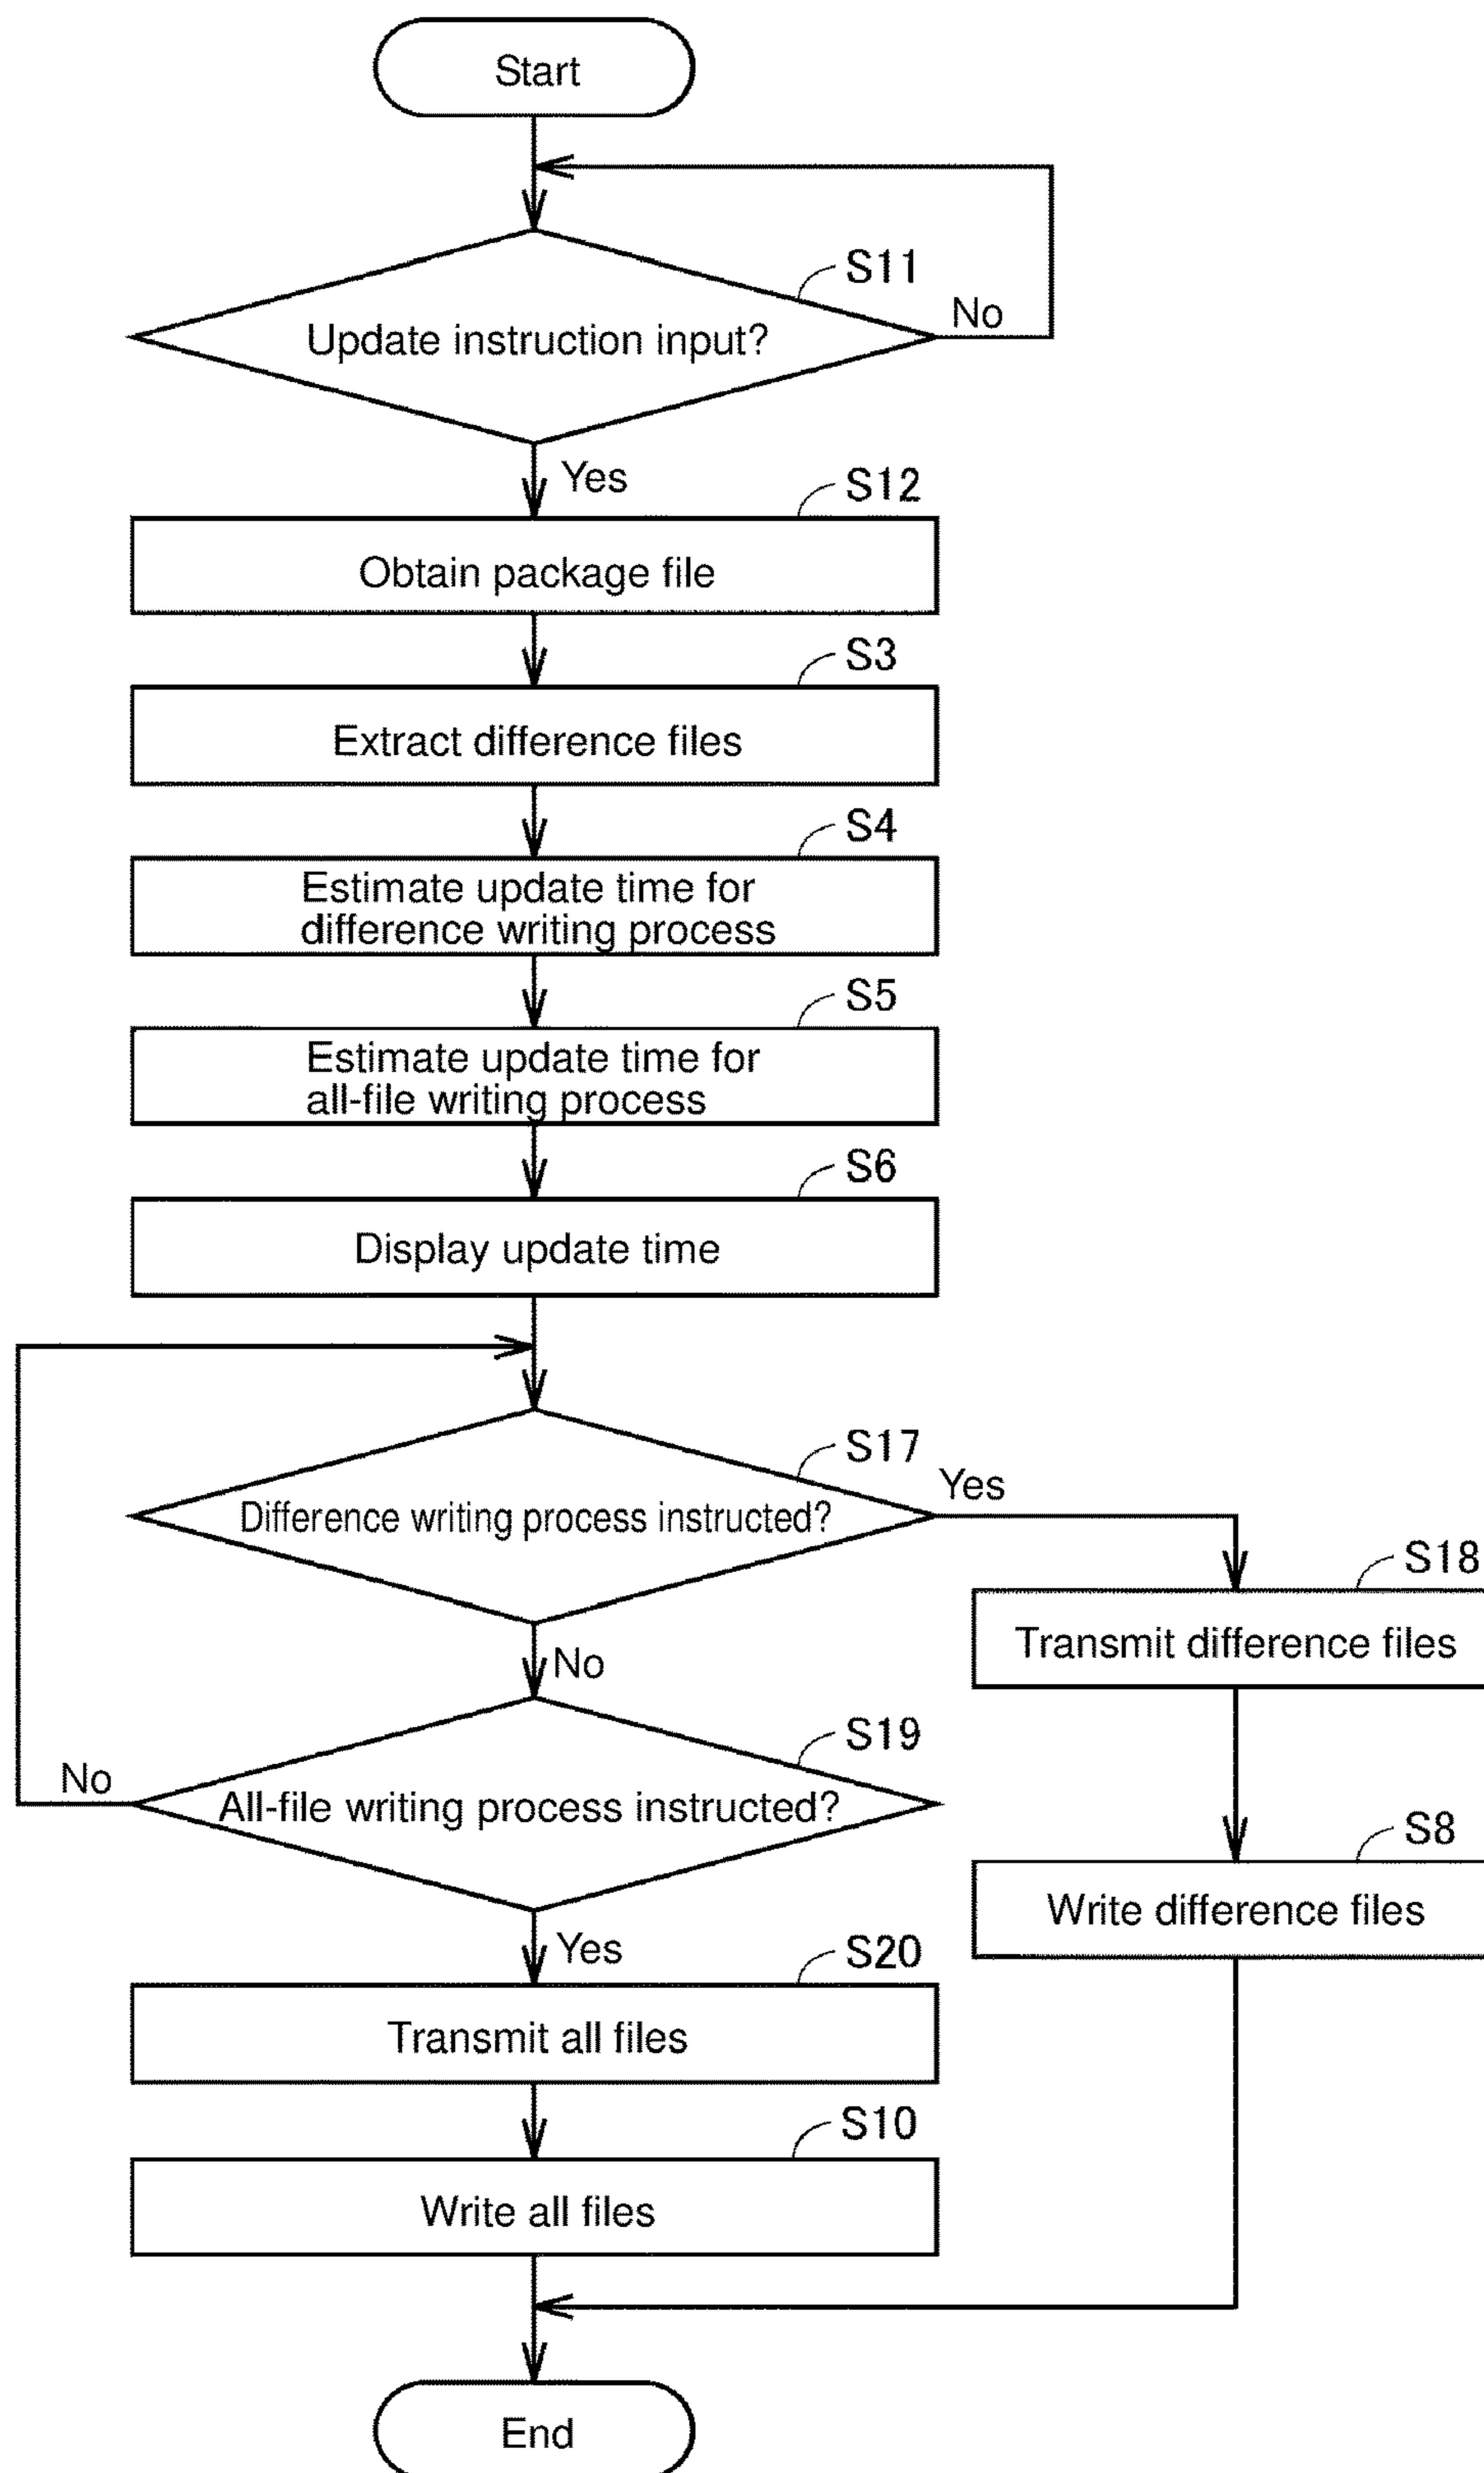 Start
S11
Update instruction input?
No
Yes
S12
Obtain package file
S3
Extract difference files
S4
Estimate update time for
difference writing process
S5
Estimate update time for
all-file writing process
S6
Display update time
S17
Difference writing process instructed?
Yes
S18
Transmit difference files
No
S19
All-file writing process instructed?
No
S8
Write difference files
Yes
S20
Transmit all files
S10
Write all files
End